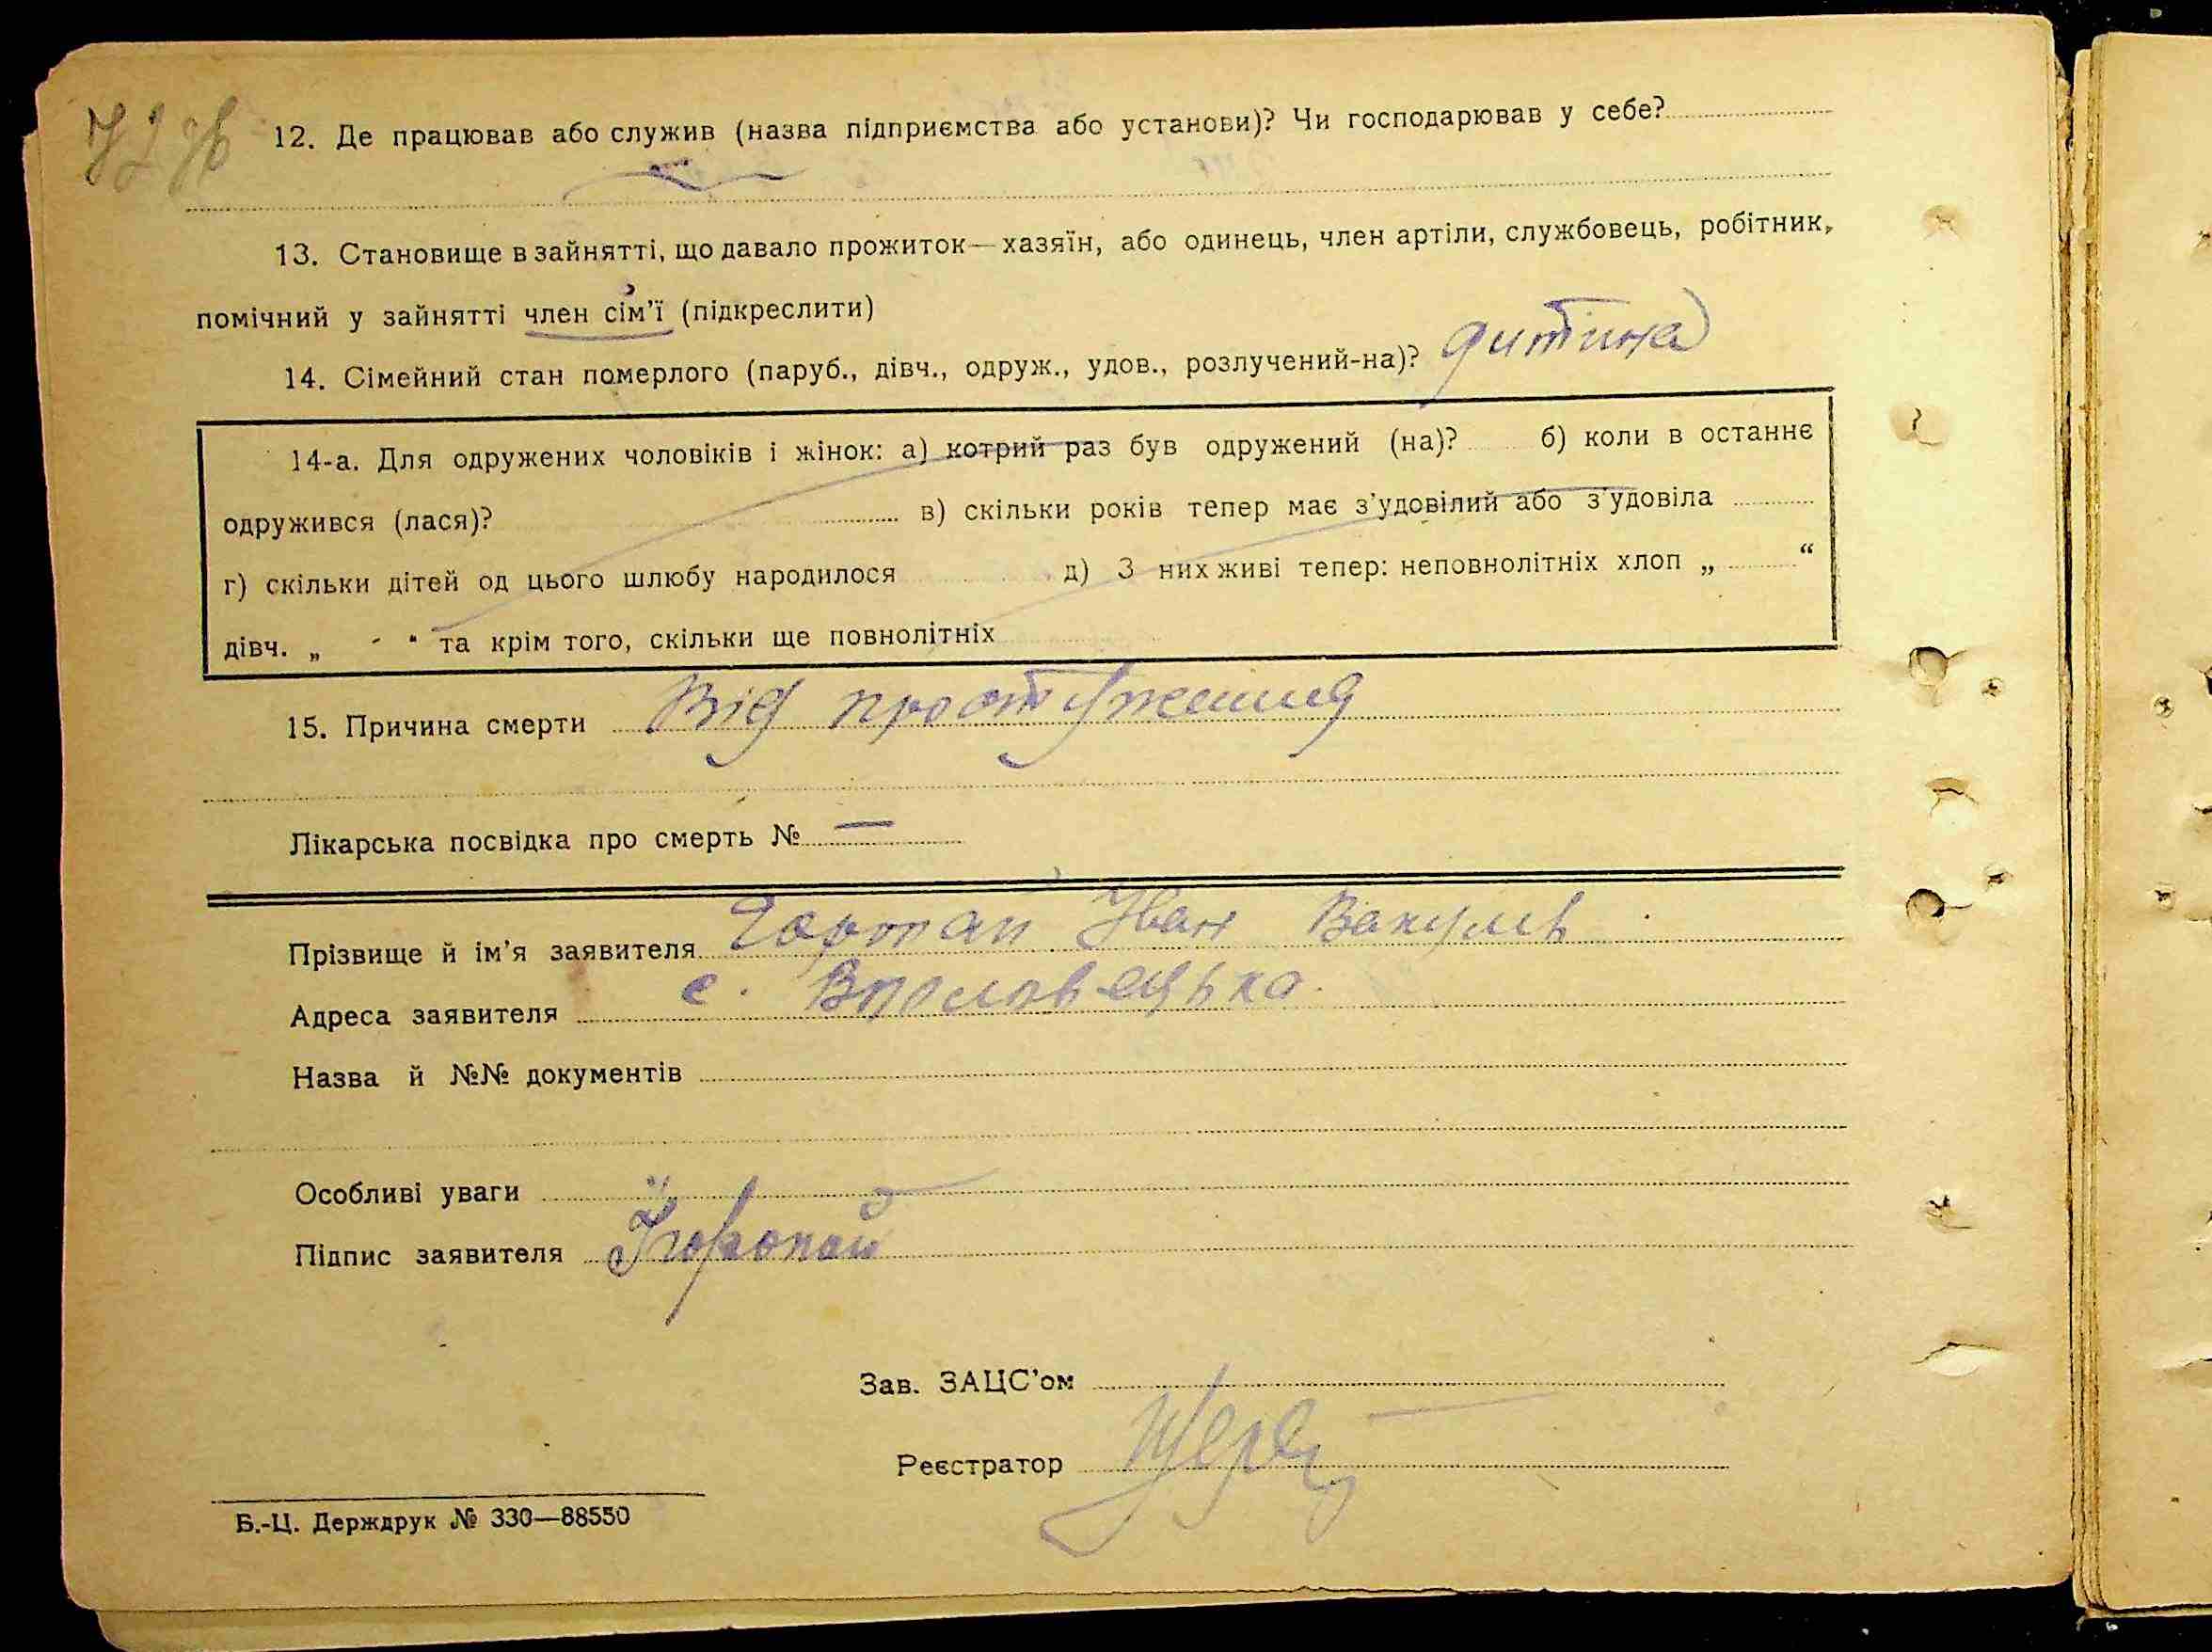 12. Де працював або служив (назва підприємства або установи)? Чи господарював у себе?
13. Становище в зайнятті, що давало прожиток—хазяїн, або одинець, член артіли, службовець, робітник,
помічний у зайнятті член сім'ї (підкреслити)
14. Сімейний стан померлого (паруб., дівч., одруж., удов., розлучений-на)? дитина
14-а. Для одружених чоловіків і жінок: а) котрий раз був одружений (на)? б) коли в останнє
одружився (лася)? в) скільки років тепер має з'удовілий або з'удовіла
г) скільки дітей од цього шлюбу народилося д) З них живі тепер: неповнолітніх хлоп „ “
дівч. „ “ та крім того, скільки ще повнолітніх
15. Причина смерти Від простуження
Лікарська посвідка про смерть № —
Прізвище й ім'я заявителя Іван
Адреса заявителя с.
Назва й №№ документів
Особливі уваги
Підпис заявителя
Зав. ЗАЦС'ом
Реєстратор
Б.-Ц. Держдрук № 330—88550